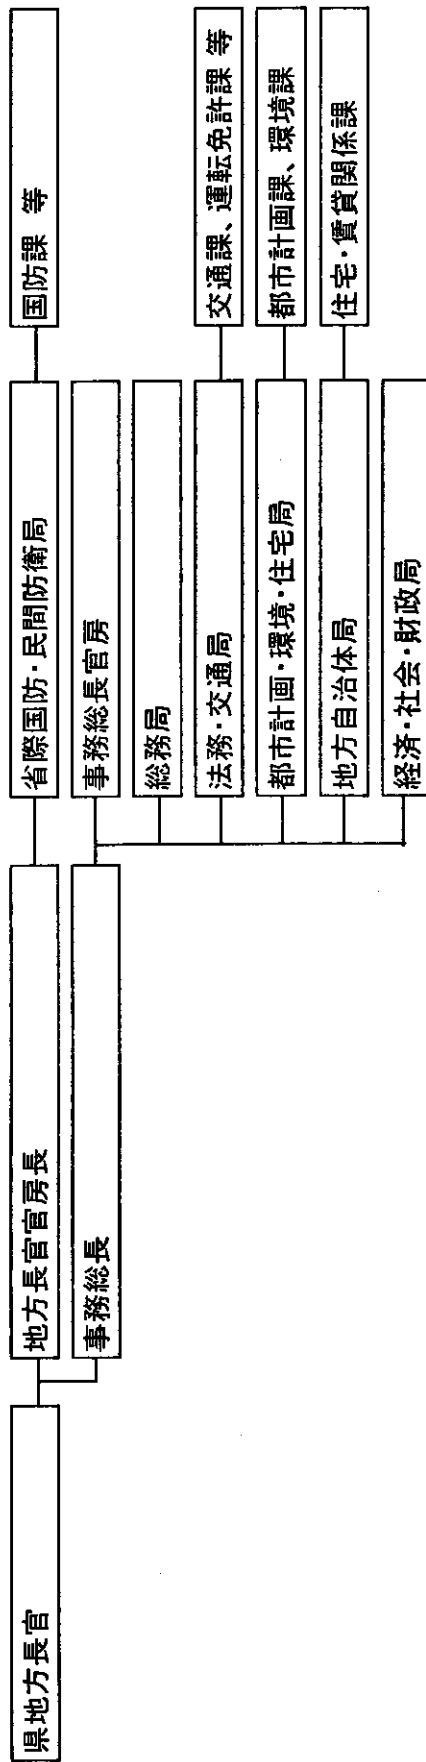 県地方長官
地方長官官房長
事務総長
省際国防・民間防衛局
事務総長官房
総務局
法務・交通局
都市計画・環境・住宅局
地方自治体局
経済・社会・財政局
国防課 等
交通課、運転免許課 等
都市計画課、環境課
住宅・賃貸関係課